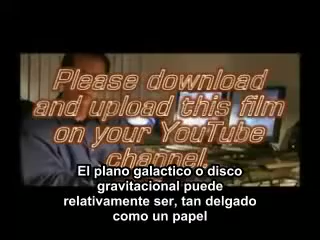 Please download
and upload this film
on your YouTube
channel.
El plano galactico o disco
gravitacional puede
relativamente ser, tan delgado
como un papel